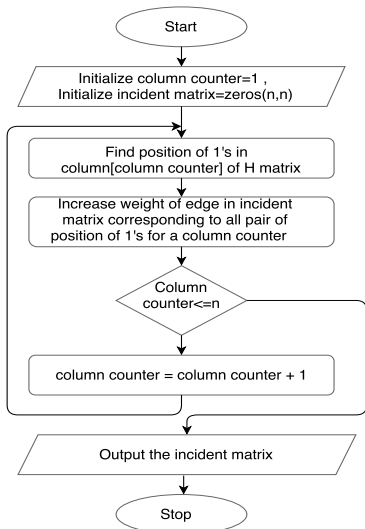 Start
Initialize column counter=1 ,
Initialize incident matrix=zeros(n,n)
Find position of 1's in
column[column counter] of H matrix
Increase weight of edge in incident
matrix corresponding to all pair of
position of 1's for a column counter
Column
counter<=n
column counter = column counter + 1
Output the incident matrix
Stop